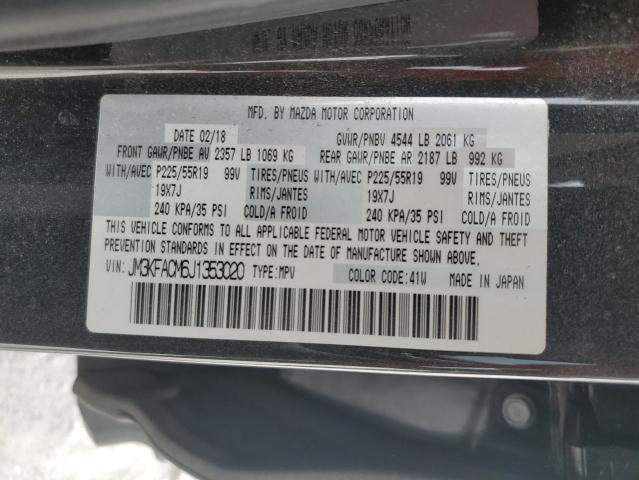 MFD. BY MAZDA MOTOR CORPORATION
DATE 02/18 GVWR/PNBV 4544 LB 2061 KG
FRONT GAWR/PNBE AV 2357 LB 1069 KG REAR GAWR/PNBE AR 2187 LB 992 KG
WITH/AVEC P225/55R19 99V TIRES/PNEUS WITH/AVEC P225/55R19 99V TIRES/PNEUS
19X7J RIMS/JANTES 19X7J RIMS/JANTES
240 KPA/35 PSI COLD/A FROID 240 KPA/35 PSI COLD/A FROID
THIS VEHICLE CONFORMS TO ALL APPLICABLE FEDERAL MOTOR VEHICLE SAFETY AND THEFT
PREVENTION STANDARDS IN EFFECT ON THE DATE OF MANUFACTURE SHOWN ABOVE.
VIN: JM3KFACM6J1353020 TYPE:MPV COLOR CODE:41W MADE IN JAPAN